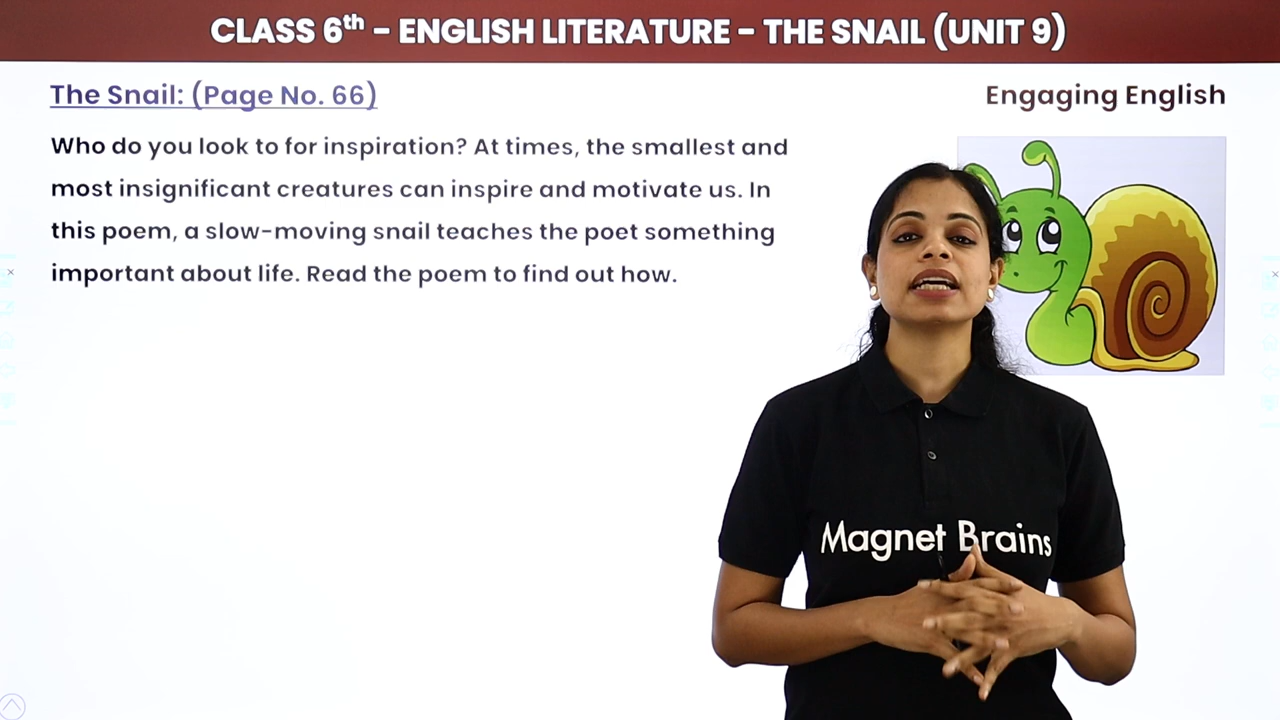 CLASS 6th – ENGLISH LITERATURE – THE SNAIL (UNIT 9)
The Snail: (Page No. 66)
Engaging English
Who do you look to for inspiration? At times, the smallest and
most insignificant creatures can inspire and motivate us. In
this poem, a slow-moving snail teaches the poet something
important about life. Read the poem to find out how.
Magnet Brains